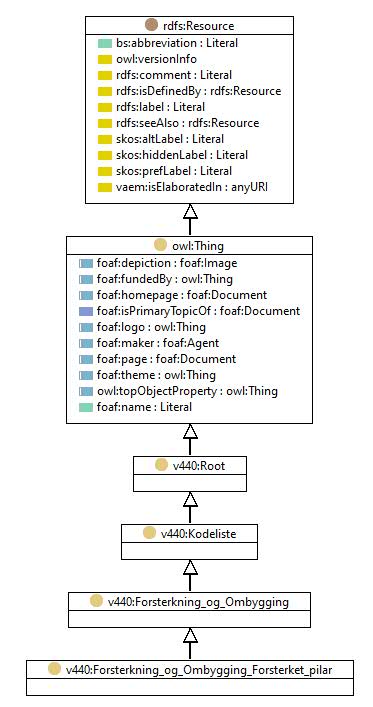 rdfs:Resource
bs:abbreviation : Literal
owl:versionInfo
rdfs:comment : Literal
rdfs:isDefinedBy : rdfs:Resource
rdfs:label : Literal
rdfs:seeAlso : rdfs:Resource
skos:altLabel : Literal
skos:hiddenLabel : Literal
skos:prefLabel : Literal
vaem:isElaboratedIn : anyURI
owl:Thing
foaf:depiction : foaf:Image
foaf:fundedBy : owl:Thing
foaf:homepage : foaf:Document
foaf:isPrimaryTopicOf : foaf:Document
foaf:logo : owl:Thing
foaf:maker : foaf:Agent
foaf:page : foaf:Document
foaf:theme : owl:Thing
owl:topObjectProperty : owl:Thing
foaf:name : Literal
v440:Root
v440:Kodeliste
v440:Forsterkning_og_Ombygging
v440:Forsterkning_og_Ombygging_Forsterket_pilar